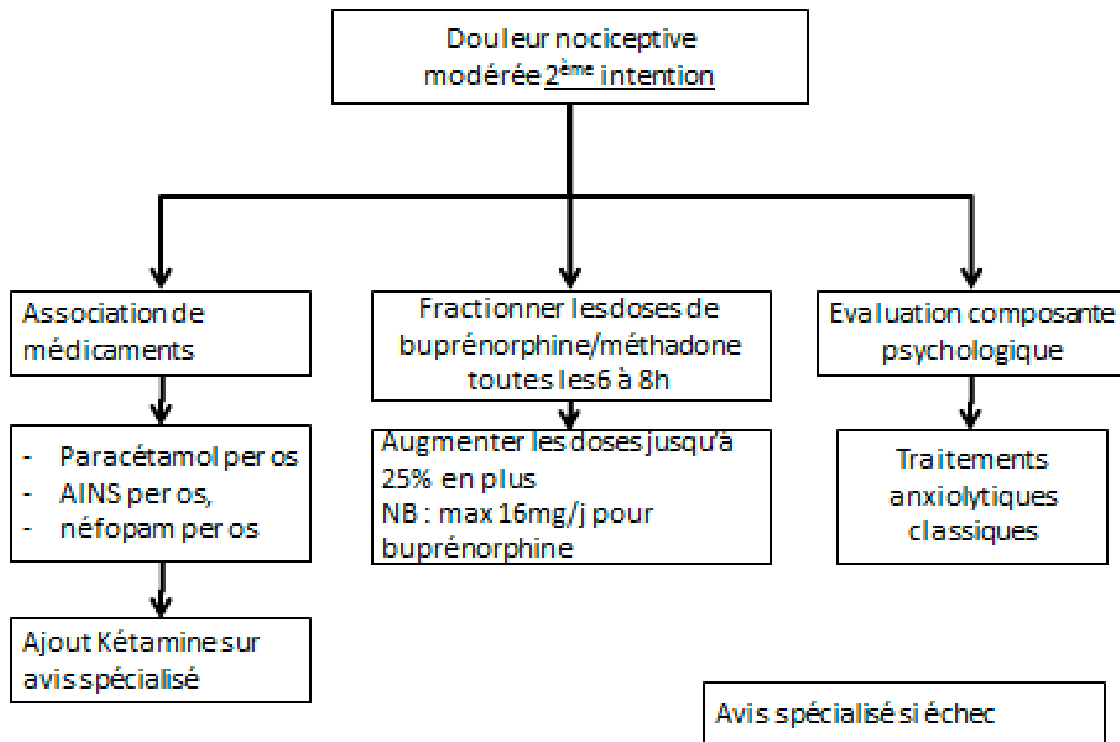 Douleur nociceptive
modérée 2ème intention
Association de
médicaments
Fractionner les doses de
buprénorphine/méthadone
toutes les 6 à 8h
Evaluation composante
psychologique
- Paracétamol per os
- AINS per os,
- néfopam per os
Augmenter les doses jusqu'à
25% en plus
NB : max 16mg/j pour
buprénorphine
Traitements
anxiolytiques
classiques
Ajout Kétamine sur
avis spécialisé
Avis spécialisé si échec